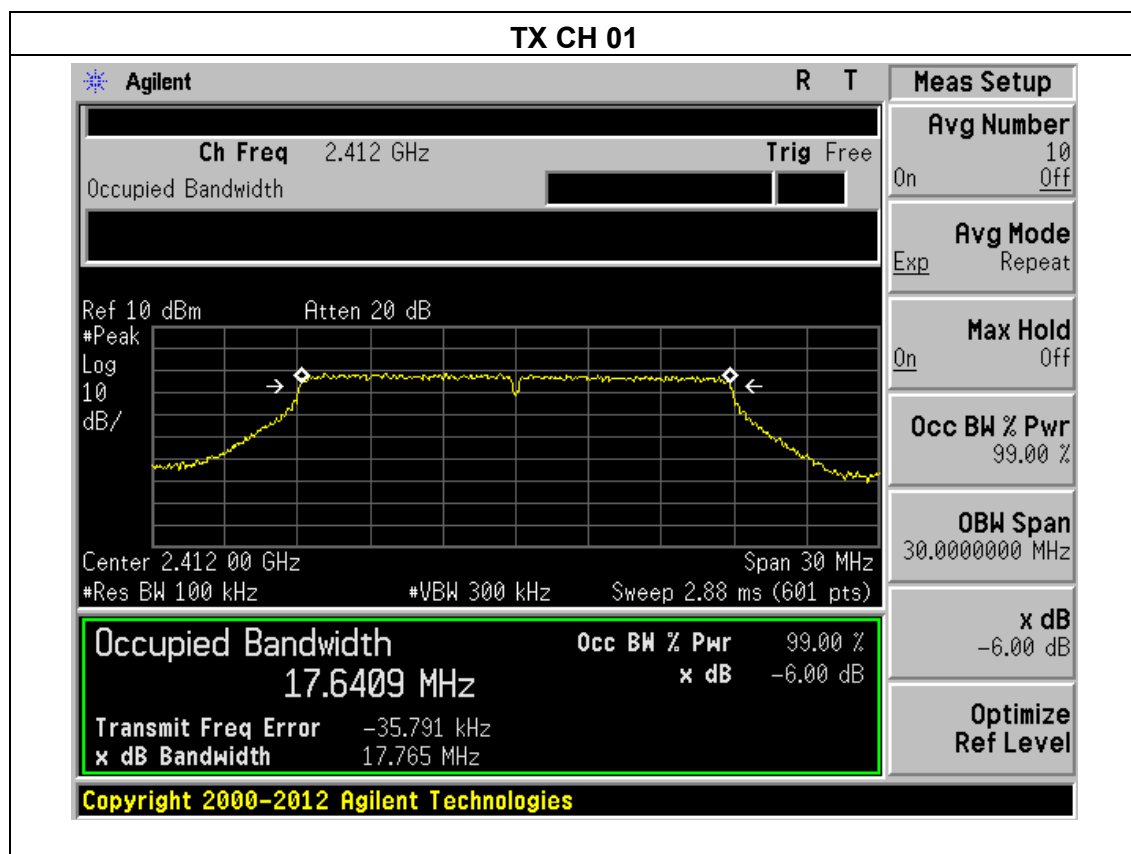 TX CH 01
Agilent R T
Ch Freq 2.412 GHz Trig Free
Occupied Bandwidth
Ref 10 dBm Atten 20 dB
#Peak
Log
10
dB/
Center 2.412 00 GHz Span 30 MHz
#Res BW 100 kHz #VBW 300 kHz Sweep 2.88 ms (601 pts)
Occupied Bandwidth Occ BW % Pwr 99.00 %
17.6409 MHz x dB -6.00 dB
Transmit Freq Error -35.791 kHz
x dB Bandwidth 17.765 MHz
Copyright 2000-2012 Agilent Technologies
Meas Setup
Avg Number
10
On Off
Avg Mode
Exp Repeat
Max Hold
On Off
Occ BW % Pwr
99.00 %
OBW Span
30.0000000 MHz
x dB
-6.00 dB
Optimize
Ref Level